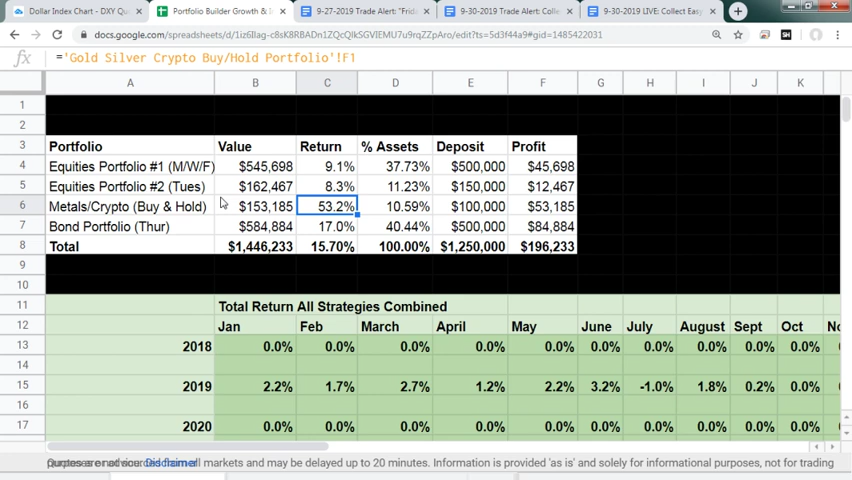 Dollar Index Chart - DXY Qu
Portfolio Builder Growth & I
9-27-2019 Trade Alert: "Frida
9-30-2019 Trade Alert: Collec
9-30-2019 LIVE: Collect Easy
docs.google.com/spreadsheets/d/1iz6llag-c8sK8RBAN1ZOqCIkSGVIEMU7u9rqZZpAro/edit?ts=5d3f44a9#gid=1485422031
fx ='Gold Silver Crypto Buy/Hold Portfolio'!F1
A B C D E F G H I J K
1
2
3 Portfolio Value Return % Assets Deposit Profit
4 Equities Portfolio #1 (M/W/F) $545,698 9.1% 37.73% $500,000 $45,698
5 Equities Portfolio #2 (Tues) $162,467 8.3% 11.23% $150,000 $12,467
6 Metals/Crypto (Buy & Hold) $153,185 53.2% 10.59% $100,000 $53,185
7 Bond Portfolio (Thur) $584,884 17.0% 40.44% $500,000 $84,884
8 Total $1,446,233 15.70% 100.00% $1,250,000 $196,233
9
10
11 Total Return All Strategies Combined
12 Jan Feb March April May June July August Sept Oct No
13 2018 0.0% 0.0% 0.0% 0.0% 0.0% 0.0% 0.0% 0.0% 0.0% 0.0% 0.
14
15 2019 2.2% 1.7% 2.7% 1.2% 2.2% 3.2% -1.0% 1.8% 0.2% 0.0% 0.
16
17 2020 0.0% 0.0% 0.0% 0.0% 0.0% 0.0% 0.0% 0.0% 0.0% 0.0% 0.
Disclaimer all markets and may be delayed up to 20 minutes. Information is provided 'as is' and solely for informational purposes, not for trading